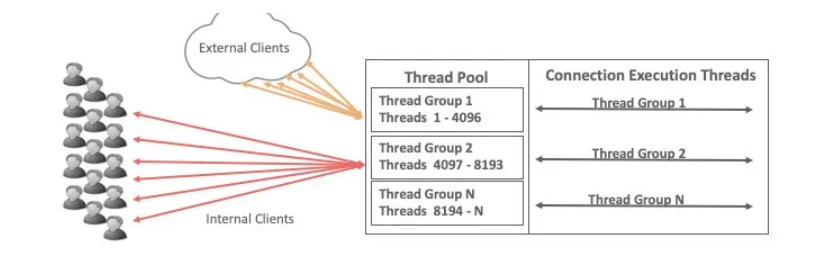 External Clients
Thread Pool
Thread Group 1
Threads 1 - 4096
Thread Group 2
Threads 4097 - 8193
Thread Group N
Threads 8194 - N
Connection Execution Threads
Thread Group 1
Thread Group 2
Thread Group N
Internal Clients